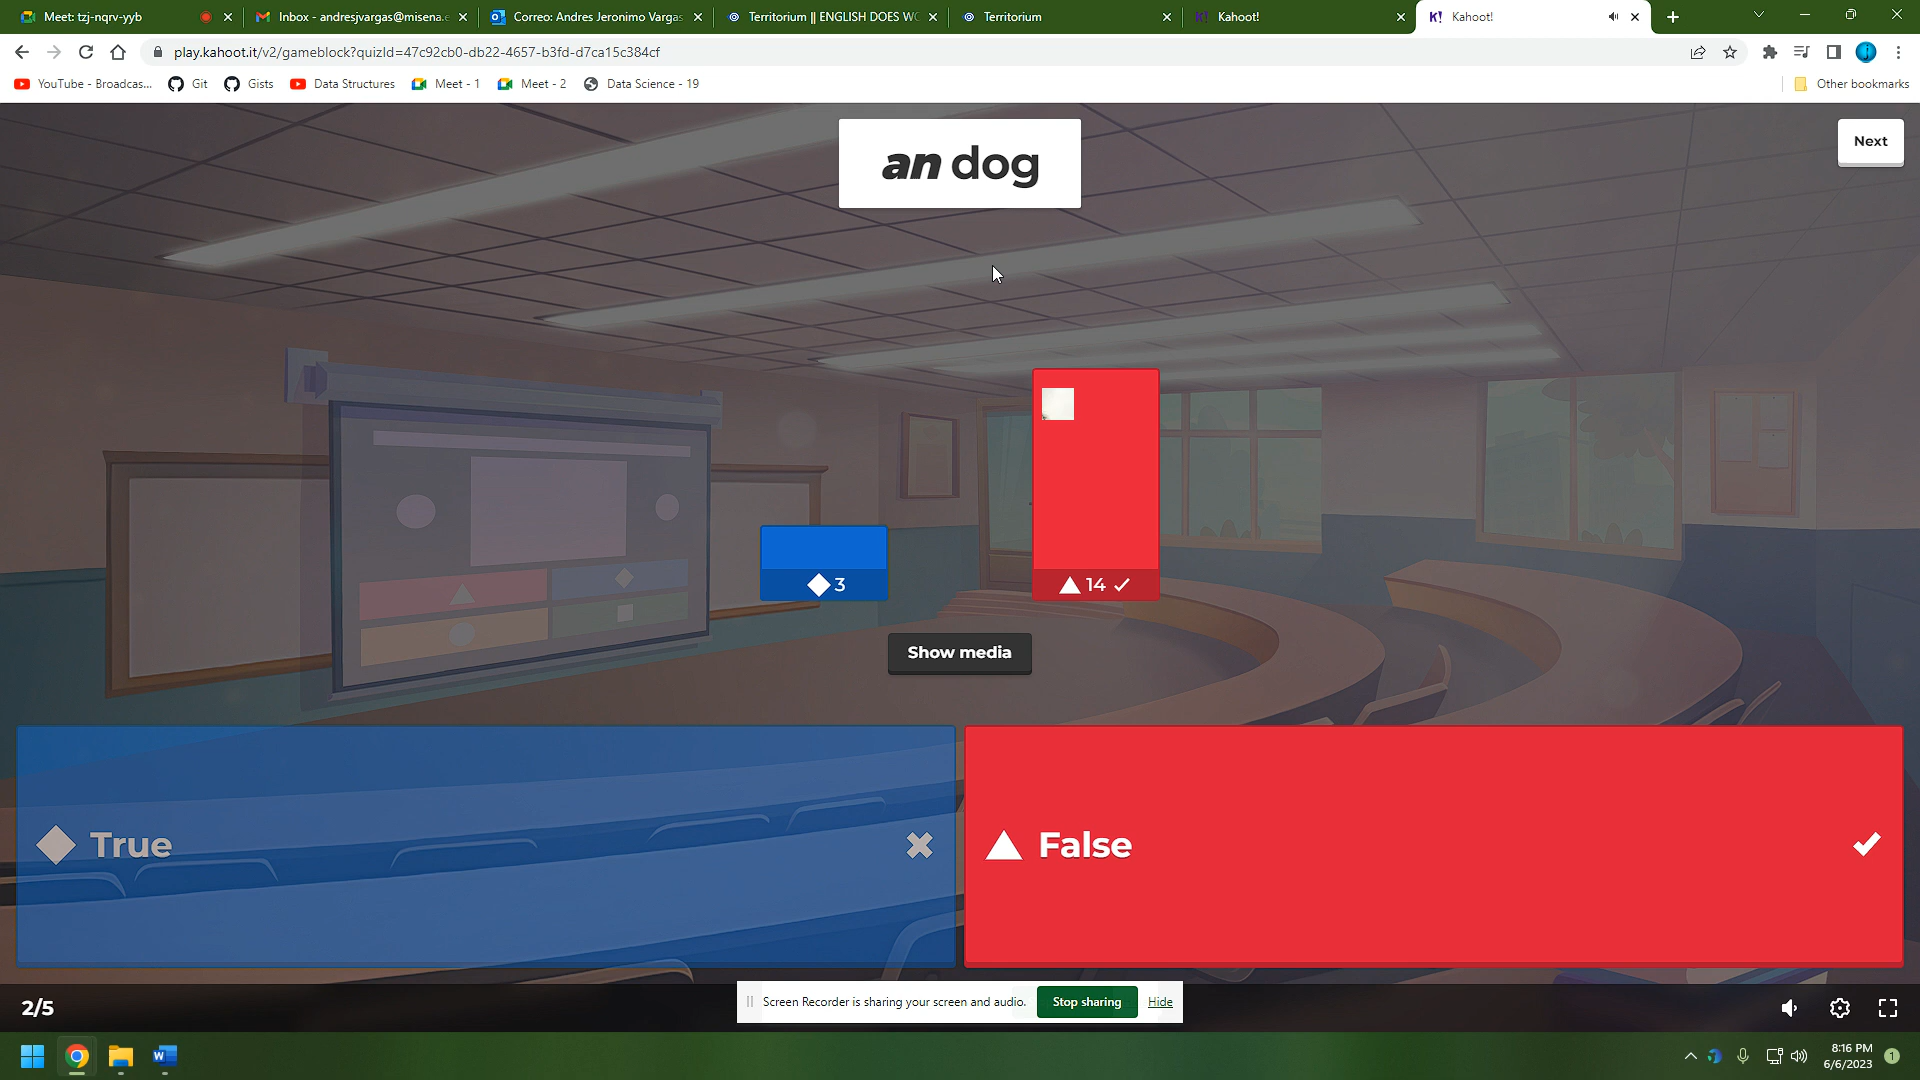 Meet: tzj-nqrv-yyb
Inbox - andresjvargas@misena.e
Correo: Andres Jeronimo Vargas
Territorium || ENGLISH DOES WO
Territorium
Kahoot!
Kahoot!
play.kahoot.it/v2/gameblock?quizId=47c92cb0-db22-4657-b3fd-d7ca15c384cf
YouTube - Broadcas...
Git
Gists
Data Structures
Meet - 1
Meet - 2
Data Science - 19
Other bookmarks
an dog
Next
3
14
Show media
True
False
2/5
Screen Recorder is sharing your screen and audio.
Stop sharing
Hide
8:16 PM
6/6/2023
1